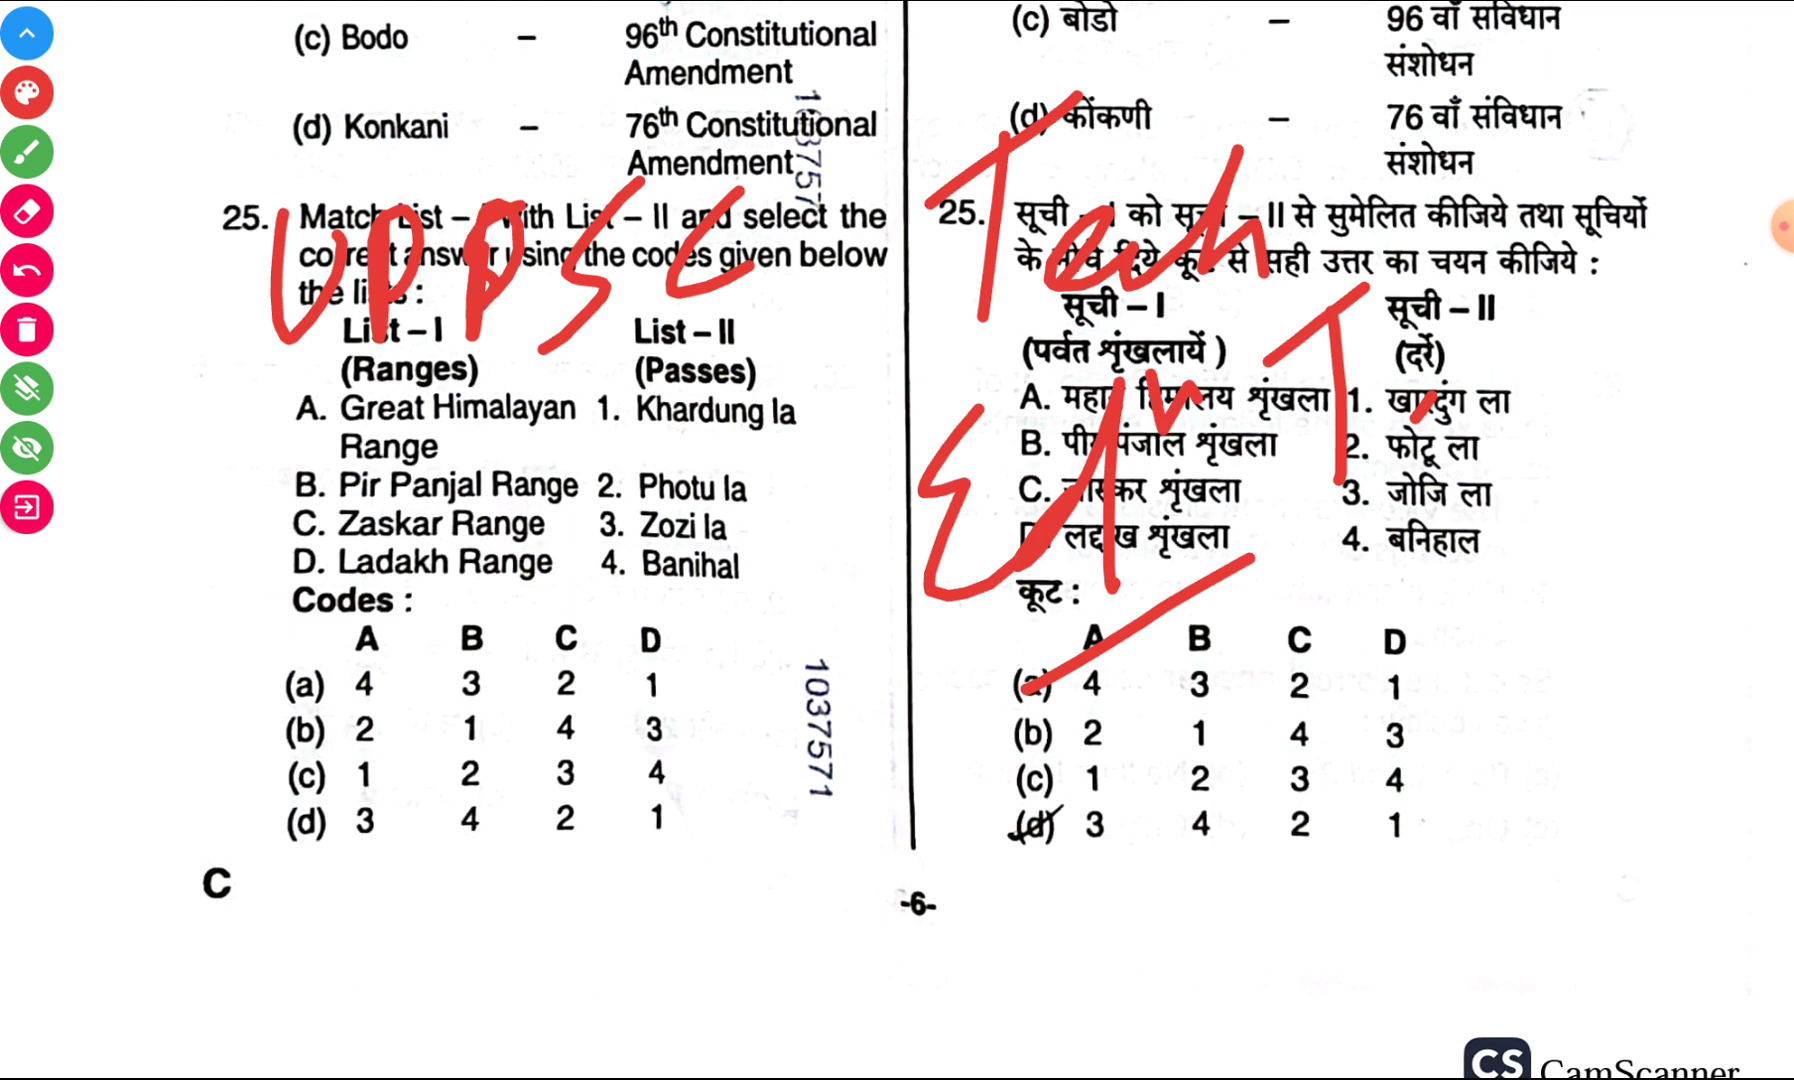 (c) Bodo – 96th Constitutional
Amendment
(d) Konkani – 76th Constitutional
Amendment
25. Match List – I with List – II and select the
correct answer using the codes given below
the lists :
List – I List – II
(Ranges) (Passes)
A. Great Himalayan 1. Khardung la
Range
B. Pir Panjal Range 2. Photu la
C. Zaskar Range 3. Zozi la
D. Ladakh Range 4. Banihal
Codes :
A B C D
(a) 4 3 2 1
(b) 2 1 4 3
(c) 1 2 3 4
(d) 3 4 2 1
C
1037571
UPPSC
(c) बोडो – 96 वाँ संविधान
संशोधन
(d) कोंकणी – 76 वाँ संविधान
संशोधन
25. सूची – I को सूची – II से सुमेलित कीजिये तथा सूचियों
के नीचे दिये कूट से सही उत्तर का चयन कीजिये :
सूची – I सूची – II
(पर्वत शृंखलायें ) (दर्रे)
A. महान हिमालय शृंखला 1. खारदुंग ला
B. पीर पंजाल शृंखला 2. फोटू ला
C. जास्कर शृंखला 3. जोजि ला
D. लद्दाख शृंखला 4. बनिहाल
कूट :
A B C D
(a) 4 3 2 1
(b) 2 1 4 3
(c) 1 2 3 4
(d) 3 4 2 1
Tech
-6-
CS CamScanner